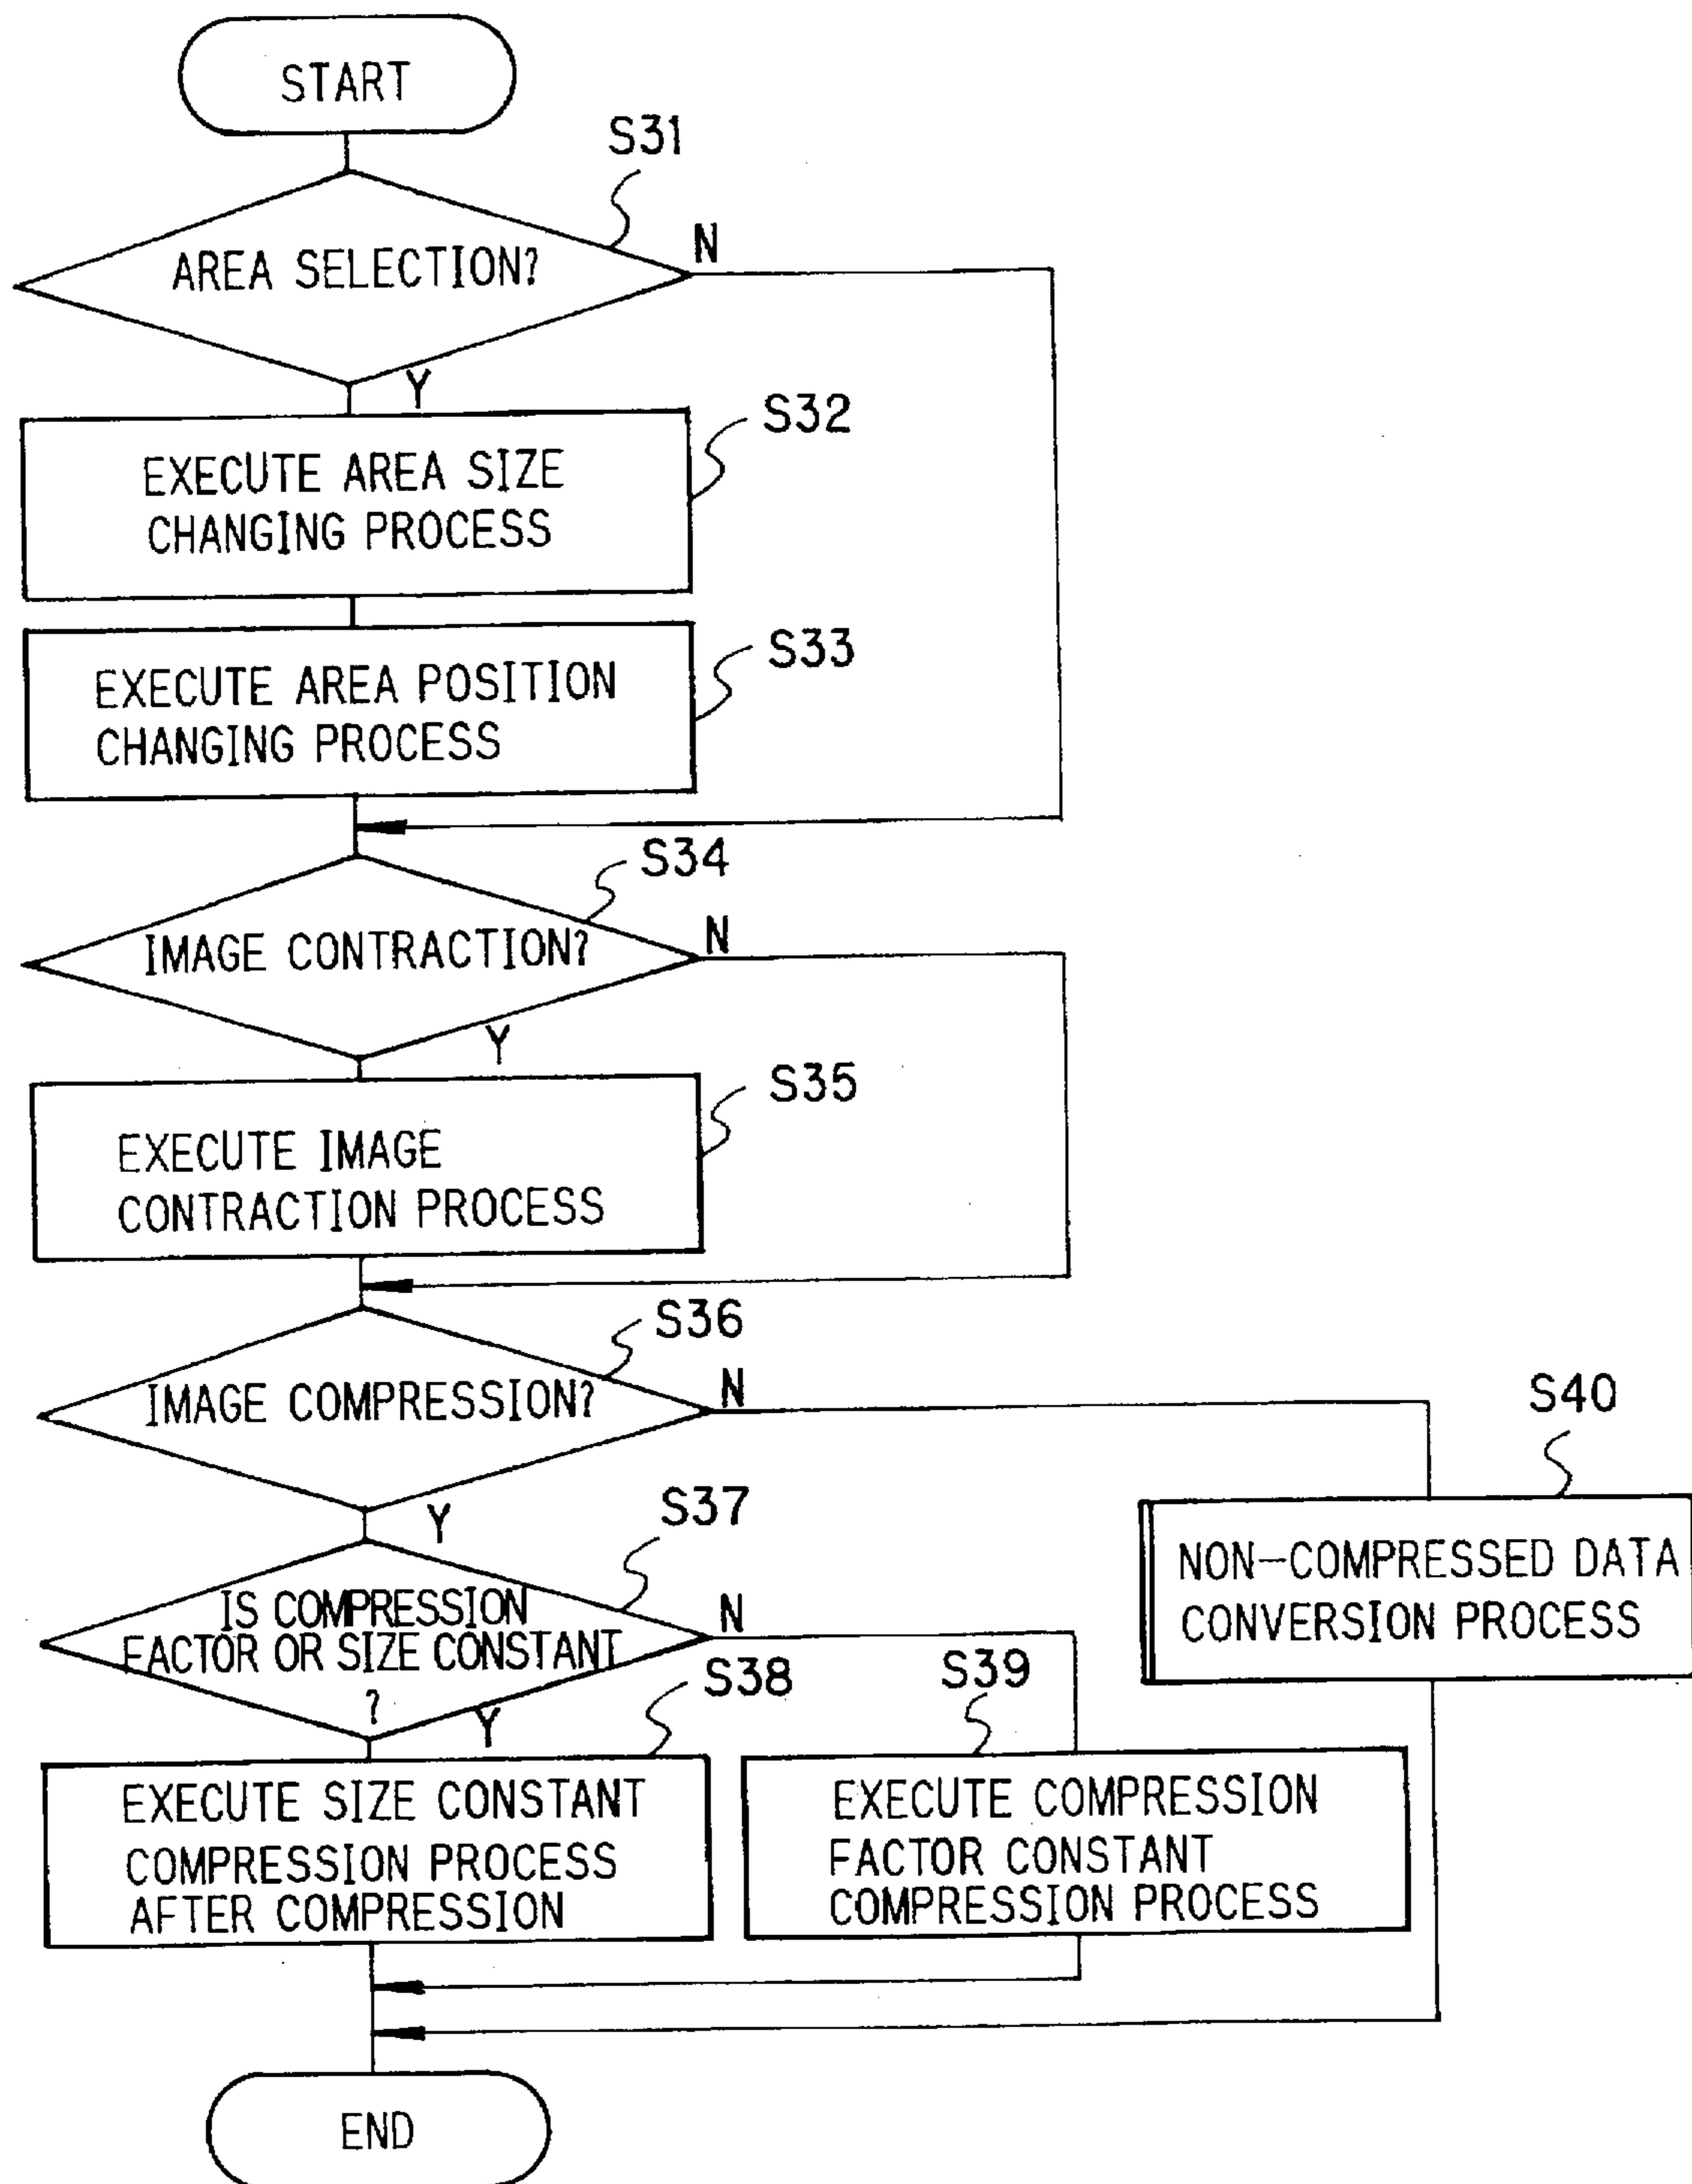 START
S31
AREA SELECTION?
N
Y
S32
EXECUTE AREA SIZE
CHANGING PROCESS
S33
EXECUTE AREA POSITION
CHANGING PROCESS
S34
IMAGE CONTRACTION?
N
Y
S35
EXECUTE IMAGE
CONTRACTION PROCESS
S36
IMAGE COMPRESSION?
N
S40
NON-COMPRESSED DATA
CONVERSION PROCESS
Y
S37
IS COMPRESSION
FACTOR OR SIZE CONSTANT
?
N
Y
S38
EXECUTE SIZE CONSTANT
COMPRESSION PROCESS
AFTER COMPRESSION
S39
EXECUTE COMPRESSION
FACTOR CONSTANT
COMPRESSION PROCESS
END